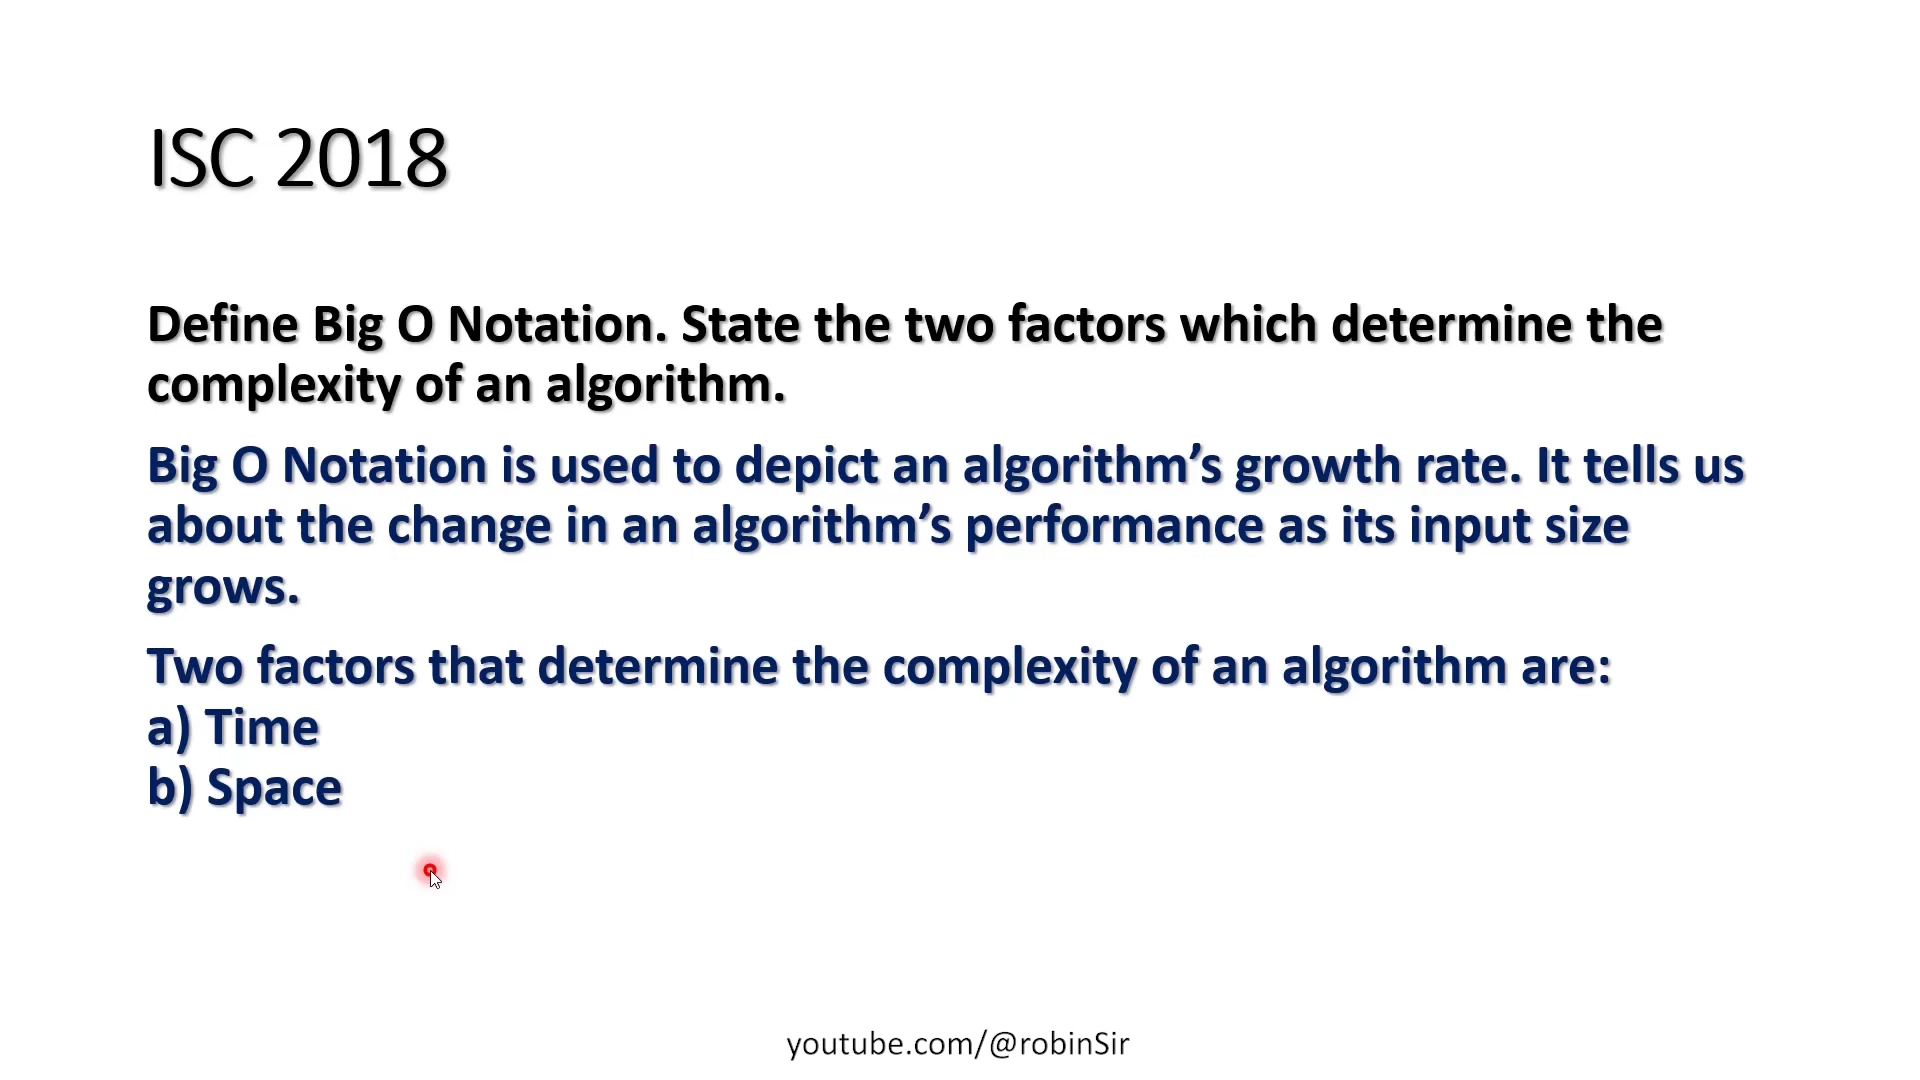 ISC 2018
Define Big O Notation. State the two factors which determine the
complexity of an algorithm.
Big O Notation is used to depict an algorithm’s growth rate. It tells us
about the change in an algorithm’s performance as its input size
grows.
Two factors that determine the complexity of an algorithm are:
a) Time
b) Space
youtube.com/@robinSir